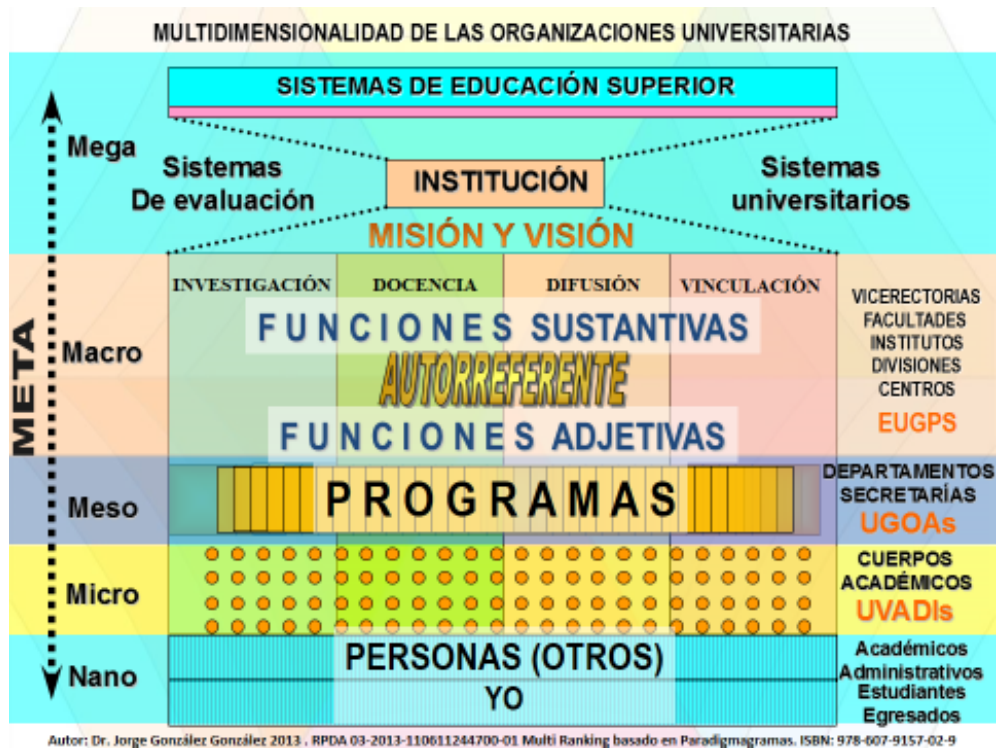 MULTIDIMENSIONALIDAD DE LAS ORGANIZACIONES UNIVERSITARIAS
SISTEMAS DE EDUCACIÓN SUPERIOR
Mega
Sistemas
De evaluación
INSTITUCIÓN
Sistemas
universitarios
MISIÓN Y VISIÓN
META
Macro
INVESTIGACIÓN
DOCENCIA
DIFUSIÓN
VINCULACIÓN
FUNCIONES SUSTANTIVAS
AUTORREFERENTE
FUNCIONES ADJETIVAS
VICERECTORIAS
FACULTADES
INSTITUTOS
DIVISIONES
CENTROS
EUGPS
Meso
PROGRAMAS
DEPARTAMENTOS
SECRETARÍAS
UGOAs
Micro
CUERPOS
ACADÉMICOS
UVADIs
Nano
PERSONAS (OTROS)
YO
Académicos
Administrativos
Estudiantes
Egresados
Autor: Dr. Jorge González González 2013 . RPDA 03-2013-110611244700-01 Multi Ranking basado en Paradigmagramas. ISBN: 978-607-9157-02-9